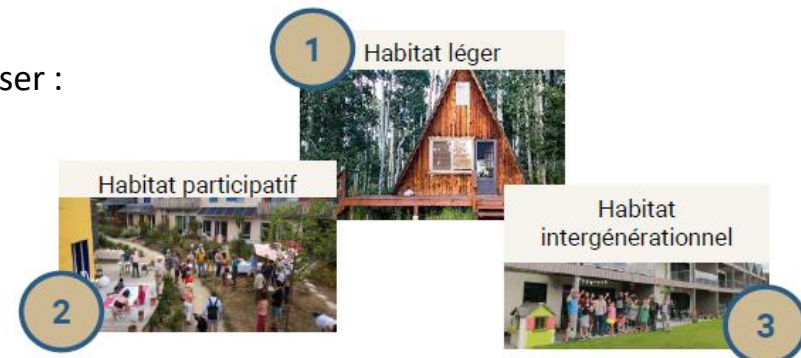 ser :
1
Habitat léger
Habitat participatif
2
Habitat
intergénérationnel
3